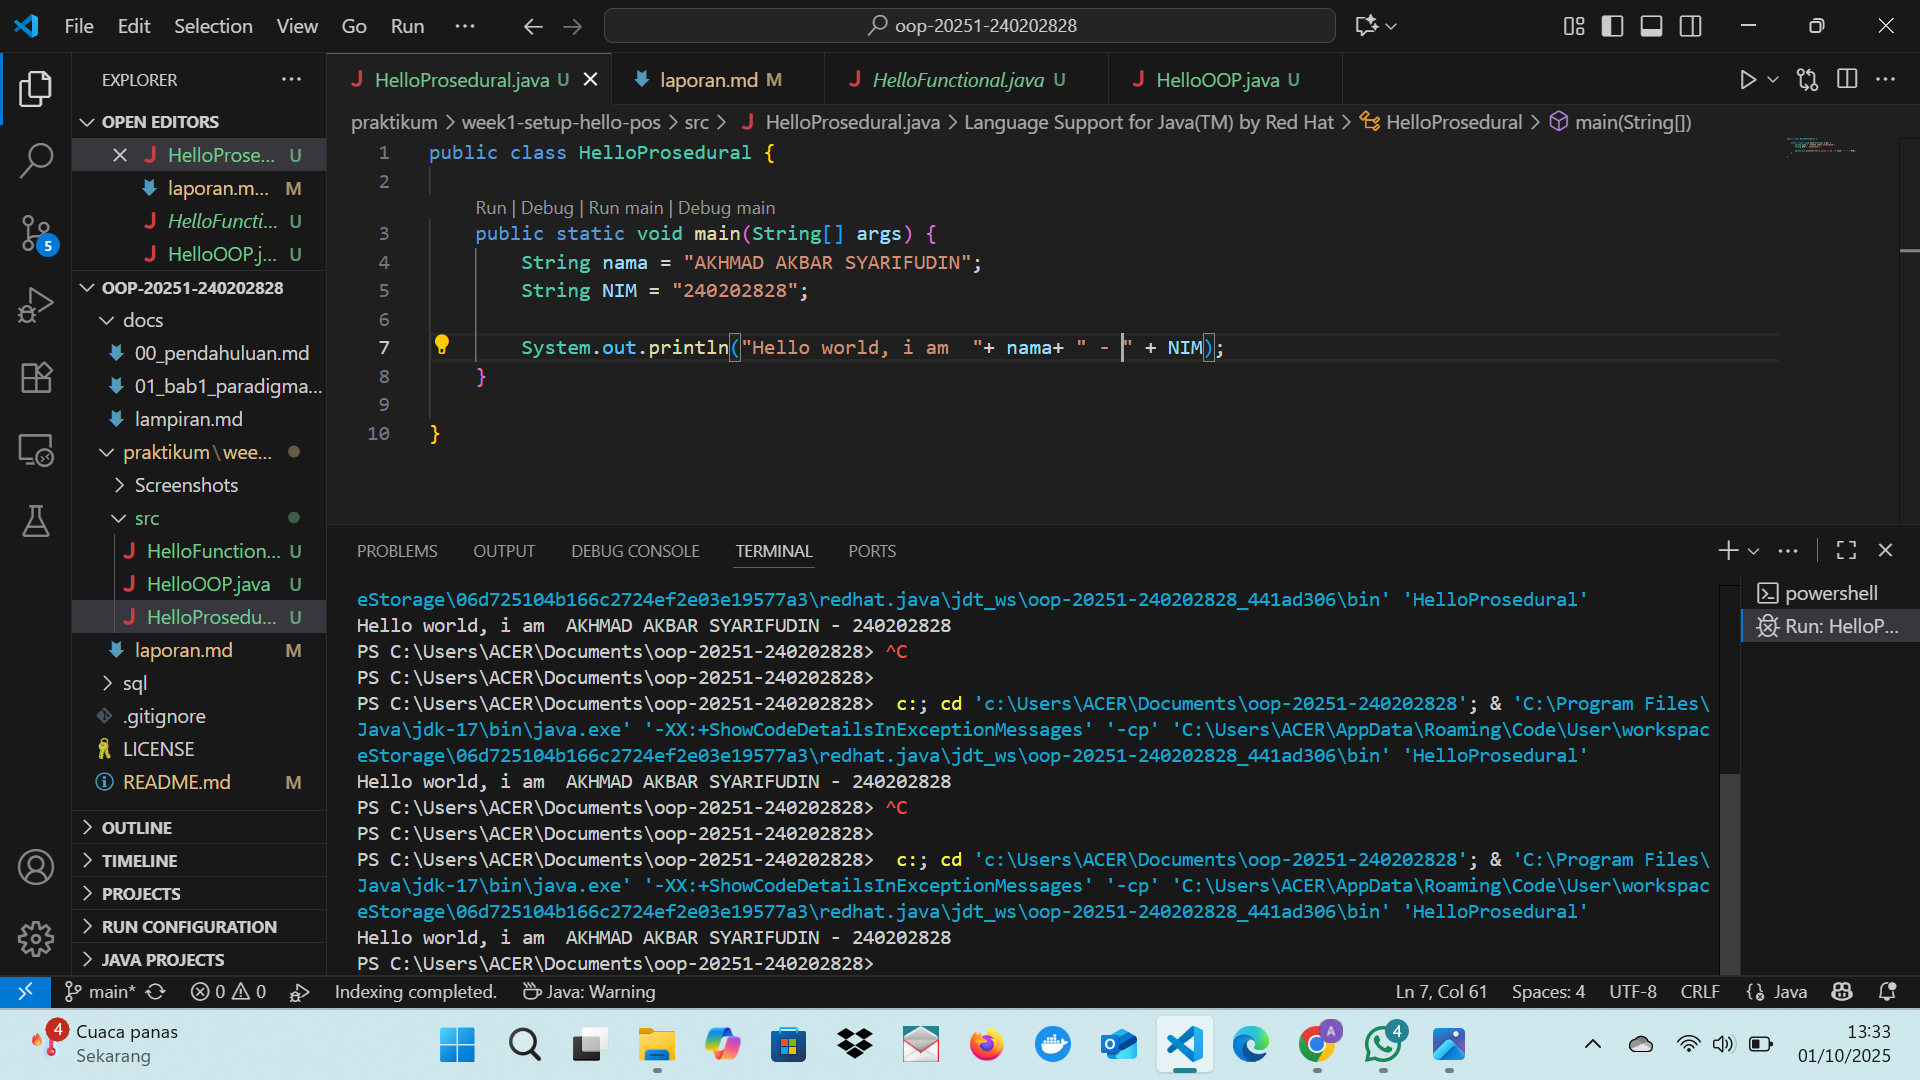 File Edit Selection View Go Run ··· oop-20251-240202828
EXPLORER ···
OPEN EDITORS
HelloProse... U
laporan.m... M
HelloFuncti... U
HelloOOP.j... U
OOP-20251-240202828
docs
00_pendahuluan.md
01_bab1_paradigma...
lampiran.md
praktikum\wee...
Screenshots
src
HelloFunction... U
HelloOOP.java U
HelloProsedu... U
laporan.md M
sql
.gitignore
LICENSE
README.md M
OUTLINE
TIMELINE
PROJECTS
RUN CONFIGURATION
JAVA PROJECTS
5
HelloProsedural.java U laporan.md M HelloFunctional.java U HelloOOP.java U
praktikum > week1-setup-hello-pos > src > HelloProsedural.java > Language Support for Java(TM) by Red Hat > HelloProsedural > main(String[])
1 public class HelloProsedural {
2
Run | Debug | Run main | Debug main
3 public static void main(String[] args) {
4 String nama = "AKHMAD AKBAR SYARIFUDIN";
5 String NIM = "240202828";
6
7 System.out.println("Hello world, i am  "+ nama+ " - " + NIM);
8 }
9
10 }
PROBLEMS OUTPUT DEBUG CONSOLE TERMINAL PORTS
eStorage\06d725104b166c2724ef2e03e19577a3\redhat.java\jdt_ws\oop-20251-240202828_441ad306\bin' 'HelloProsedural'
Hello world, i am  AKHMAD AKBAR SYARIFUDIN - 240202828
PS C:\Users\ACER\Documents\oop-20251-240202828> ^C
PS C:\Users\ACER\Documents\oop-20251-240202828>
PS C:\Users\ACER\Documents\oop-20251-240202828>  c:; cd 'c:\Users\ACER\Documents\oop-20251-240202828'; & 'C:\Program Files\
Java\jdk-17\bin\java.exe' '-XX:+ShowCodeDetailsInExceptionMessages' '-cp' 'C:\Users\ACER\AppData\Roaming\Code\User\workspac
eStorage\06d725104b166c2724ef2e03e19577a3\redhat.java\jdt_ws\oop-20251-240202828_441ad306\bin' 'HelloProsedural'
Hello world, i am  AKHMAD AKBAR SYARIFUDIN - 240202828
PS C:\Users\ACER\Documents\oop-20251-240202828> ^C
PS C:\Users\ACER\Documents\oop-20251-240202828>
PS C:\Users\ACER\Documents\oop-20251-240202828>  c:; cd 'c:\Users\ACER\Documents\oop-20251-240202828'; & 'C:\Program Files\
Java\jdk-17\bin\java.exe' '-XX:+ShowCodeDetailsInExceptionMessages' '-cp' 'C:\Users\ACER\AppData\Roaming\Code\User\workspac
eStorage\06d725104b166c2724ef2e03e19577a3\redhat.java\jdt_ws\oop-20251-240202828_441ad306\bin' 'HelloProsedural'
Hello world, i am  AKHMAD AKBAR SYARIFUDIN - 240202828
PS C:\Users\ACER\Documents\oop-20251-240202828>
powershell
Run: HelloP...
main* 0 0 Indexing completed. Java: Warning Ln 7, Col 61 Spaces: 4 UTF-8 CRLF Java
4 Cuaca panas
Sekarang
A
4
13:33
01/10/2025